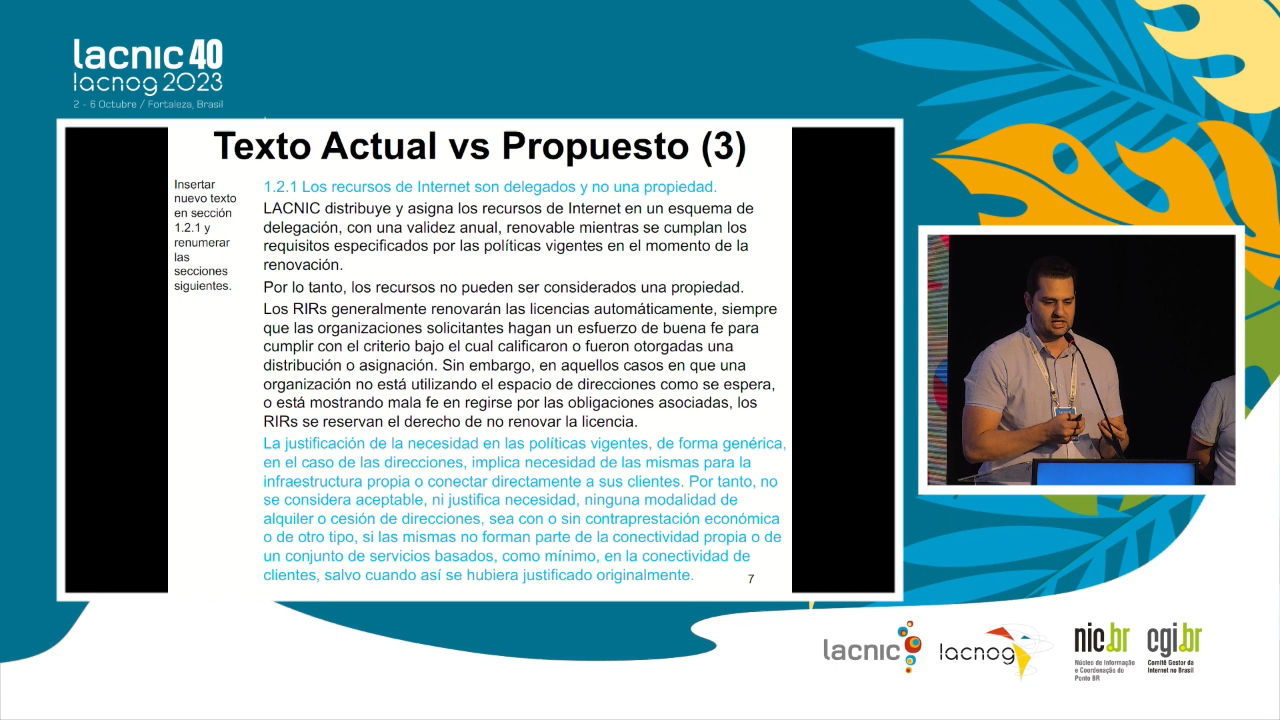 lacnic 40
lacnog 2023
2 - 6 Octubre / Fortaleza, Brasil
Texto Actual vs Propuesto (3)
Insertar
nuevo texto
en sección
1.2.1 y
renumerar
las
secciones
siguientes.
1.2.1 Los recursos de Internet son delegados y no una propiedad.
LACNIC distribuye y asigna los recursos de Internet en un esquema de
delegación, con una validez anual, renovable mientras se cumplan los
requisitos especificados por las políticas vigentes en el momento de la
renovación.
Por lo tanto, los recursos no pueden ser considerados una propiedad.
Los RIRs generalmente renovarán las licencias automáticamente, siempre
que las organizaciones solicitantes hagan un esfuerzo de buena fe para
cumplir con el criterio bajo el cual calificaron o fueron otorgadas una
distribución o asignación. Sin embargo, en aquellos casos en que una
organización no está utilizando el espacio de direcciones como se espera,
o está mostrando mala fe en regirse por las obligaciones asociadas, los
RIRs se reservan el derecho de no renovar la licencia.
La justificación de la necesidad en las políticas vigentes, de forma genérica,
en el caso de las direcciones, implica necesidad de las mismas para la
infraestructura propia o conectar directamente a sus clientes. Por tanto, no
se considera aceptable, ni justifica necesidad, ninguna modalidad de
alquiler o cesión de direcciones, sea con o sin contraprestación económica
o de otro tipo, si las mismas no forman parte de la conectividad propia o de
un conjunto de servicios basados, como mínimo, en la conectividad de
clientes, salvo cuando así se hubiera justificado originalmente.
7
lacnic
lacnog
nic.br
Núcleo de Informação
e Coordenação do
Ponto BR
cgi.br
Comitê Gestor da
Internet no Brasil